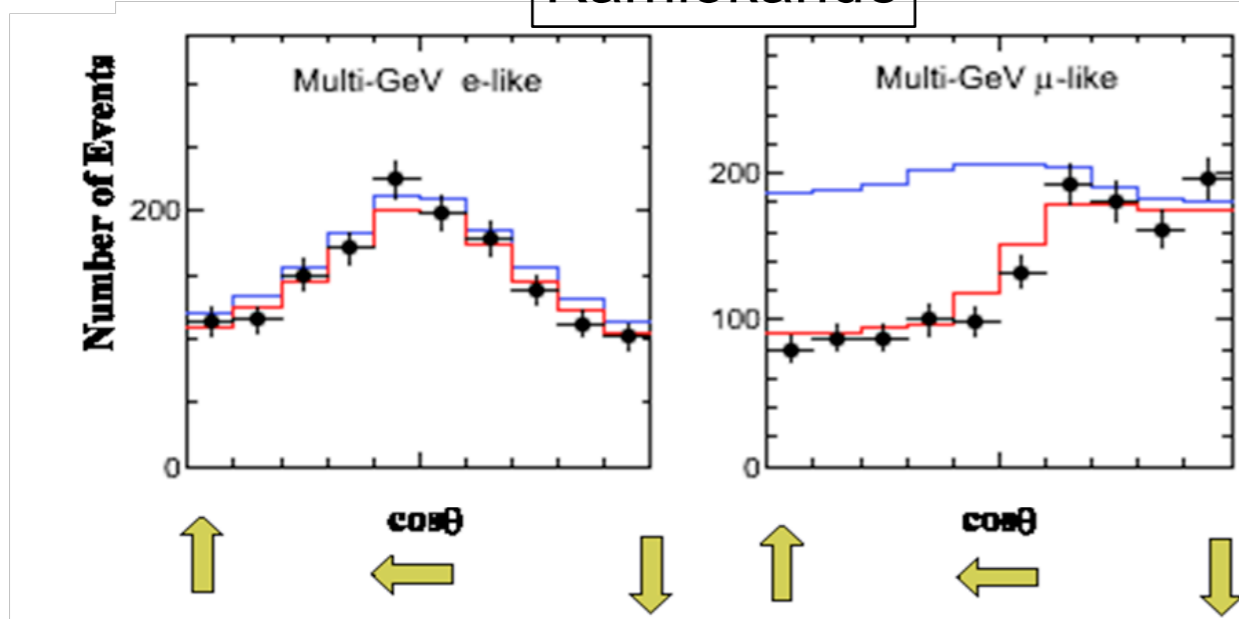 Multi-GeV e-like
Number of Events
200
0
cosθ
Multi-GeV μ-like
200
100
0
cosθ